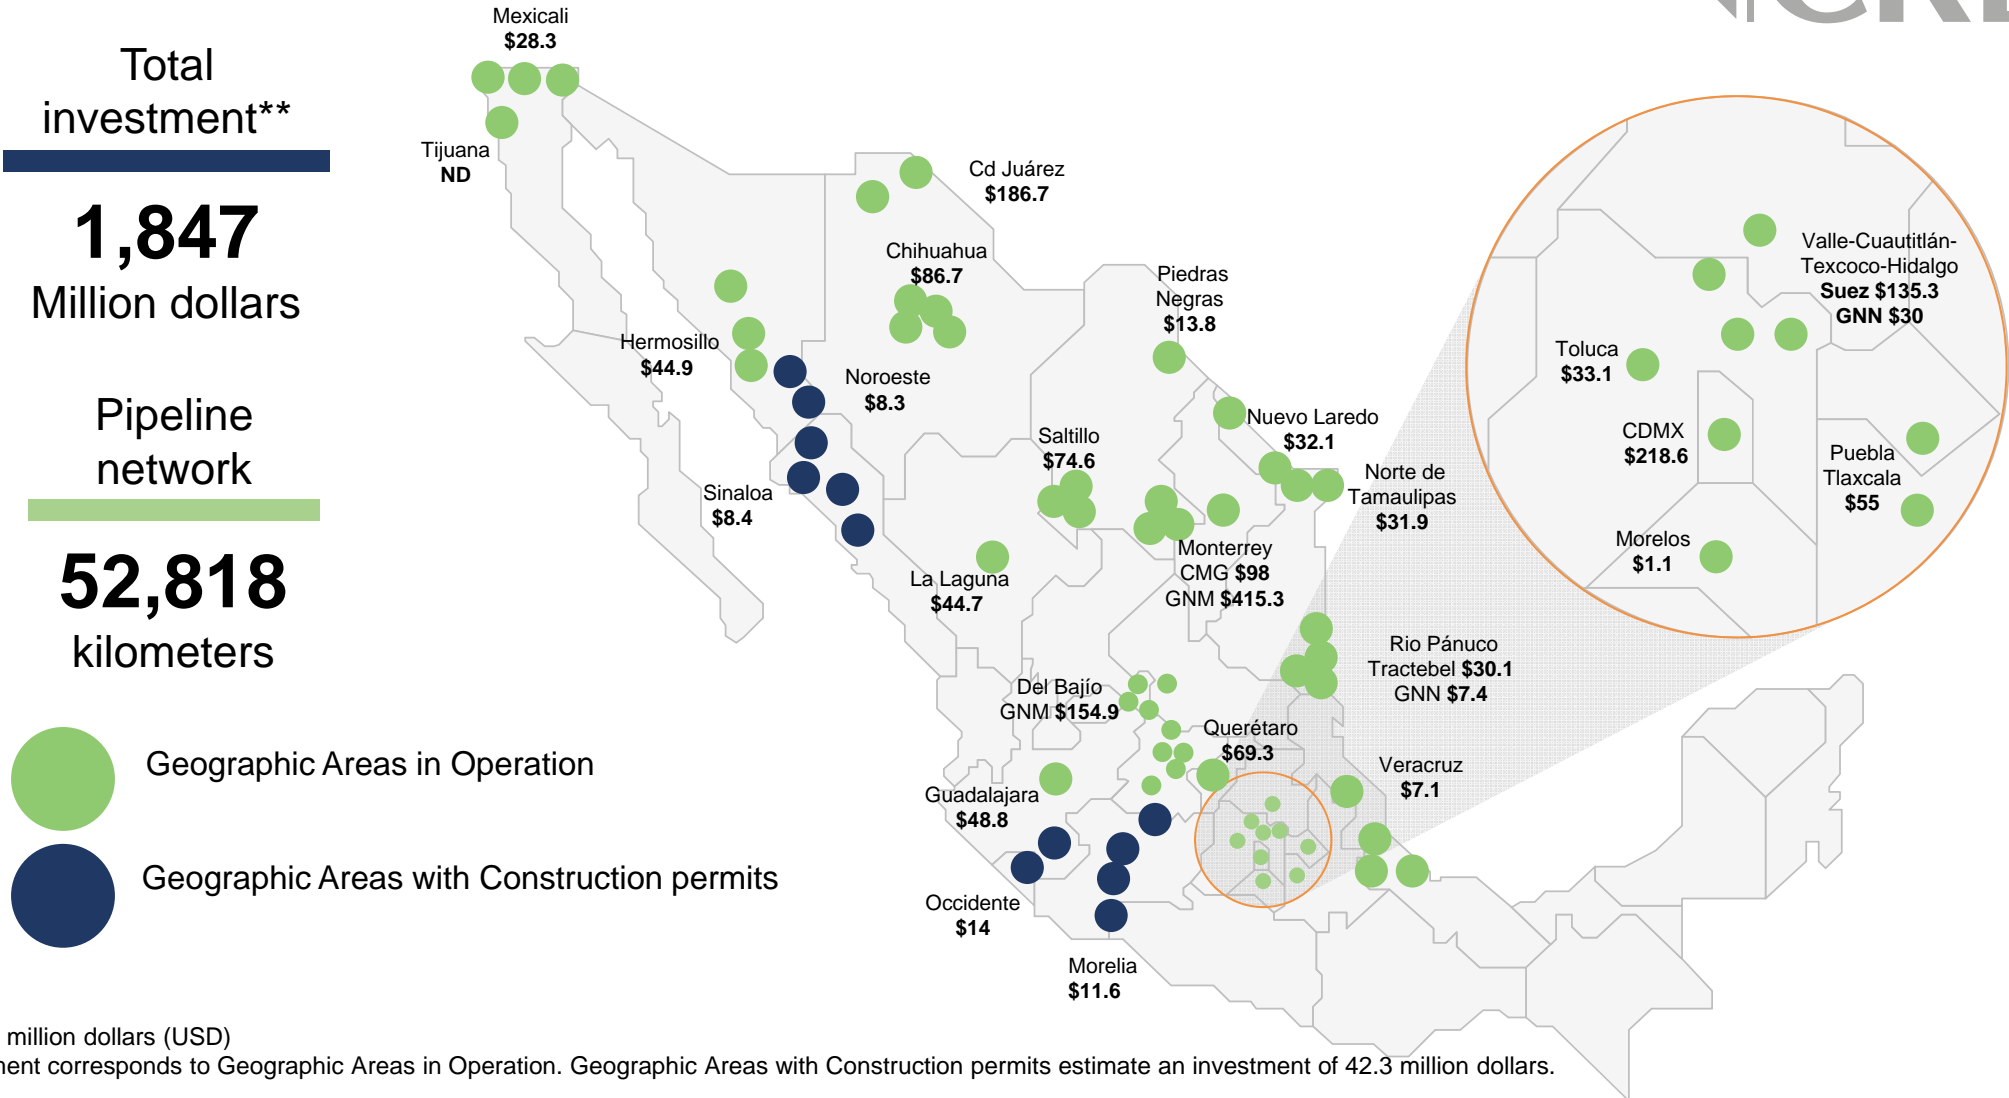 Total
investment**
1,847
Million dollars
Pipeline
network
52,818
kilometers
Geographic Areas in Operation
Geographic Areas with Construction permits
Mexicali
$28.3
Tijuana
ND
Cd Juárez
$186.7
Chihuahua
$86.7
Piedras
Negras
$13.8
Hermosillo
$44.9
Noroeste
$8.3
Nuevo Laredo
$32.1
Saltillo
$74.6
Norte de
Tamaulipas
$31.9
Sinaloa
$8.4
Monterrey
CMG $98
GNM $415.3
La Laguna
$44.7
Rio Pánuco
Tractebel $30.1
GNN $7.4
Del Bajío
GNM $154.9
Querétaro
$69.3
Veracruz
$7.1
Guadalajara
$48.8
Occidente
$14
Morelia
$11.6
Valle-Cuautitlán-
Texcoco-Hidalgo
Suez $135.3
GNN $30
Toluca
$33.1
CDMX
$218.6
Puebla
Tlaxcala
$55
Morelos
$1.1
million dollars (USD)
corresponds to Geographic Areas in Operation. Geographic Areas with Construction permits estimate an investment of 42.3 million dollars.